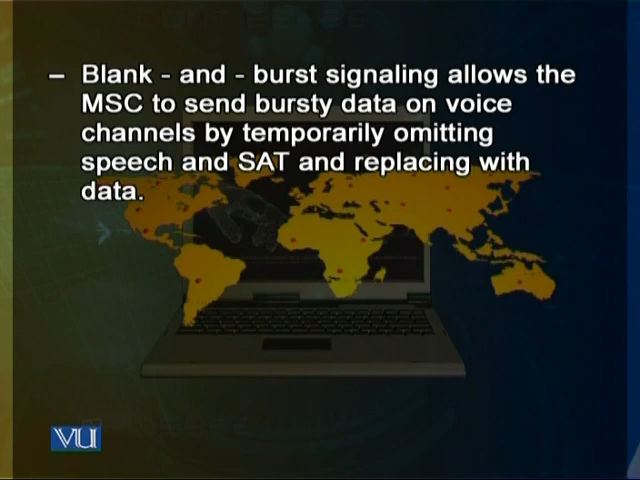 – Blank - and - burst signaling allows the
MSC to send bursty data on voice
channels by temporarily omitting
speech and SAT and replacing with
data.
VU